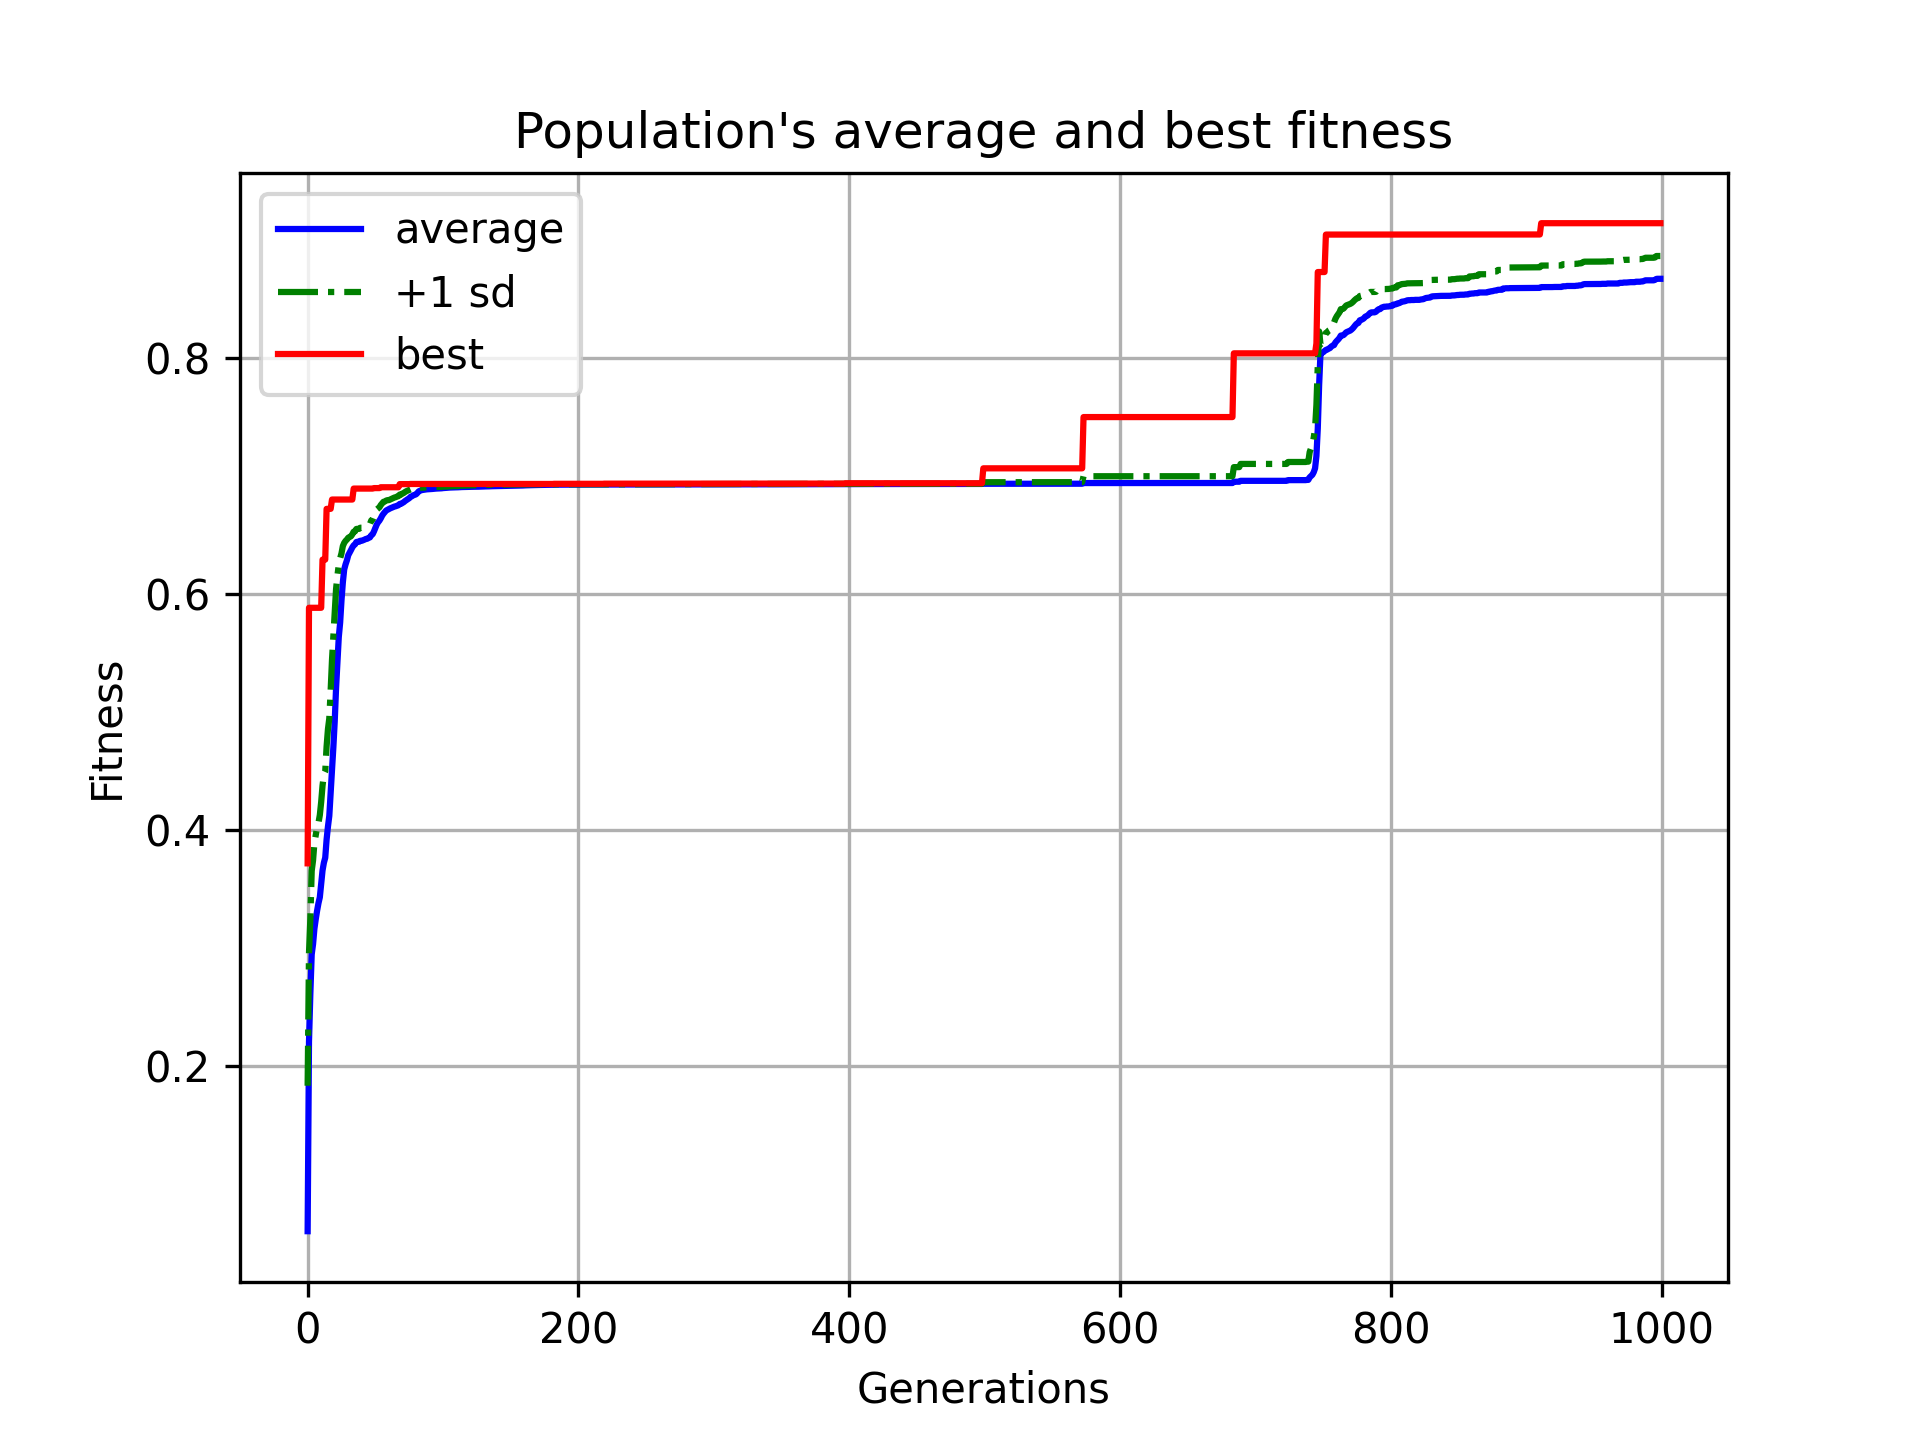 Population's average and best fitness
average
+1 sd
best
0.8
0.6
0.4
0.2
Fitness
0 200 400 600 800 1000
Generations